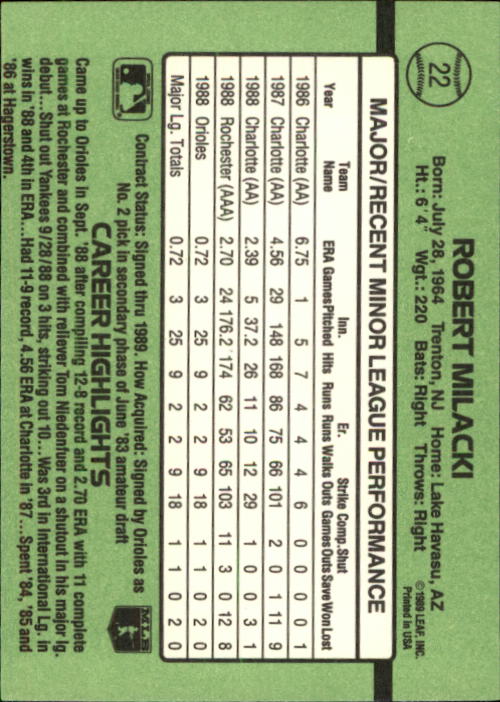 22
ROBERT MILACKI
Born: July 28, 1964 Trenton, NJ Home: Lake Havasu, AZ
Ht.: 6'4" Wgt.: 220 Bats: Right Throws: Right
©1989 LEAF, INC.
Printed in USA
MAJOR/RECENT MINOR LEAGUE PERFORMANCE
Team Inn. Er. Strike Comp. Shut
Year Name ERA Games Pitched Hits Runs Runs Walks Outs Games Outs Save Won Lost
1986 Charlotte (AA) 6.75 1 5 7 4 4 4 6 0 0 0 0 1
1987 Charlotte (AA) 4.56 29 148 168 86 75 66 101 2 0 1 11 9
1988 Charlotte (AA) 2.39 5 37.2 26 11 10 12 29 1 0 0 3 1
1988 Rochester (AAA) 2.70 24 176.2 174 62 53 65 103 11 3 0 12 8
1988 Orioles 0.72 3 25 9 2 2 9 18 1 1 0 2 0
Major Lg. Totals 0.72 3 25 9 2 2 9 18 1 1 0 2 0
Contract Status: Signed thru 1989. How Acquired: Signed by Orioles as
No. 2 pick in secondary phase of June '83 amateur draft
MLB
CAREER HIGHLIGHTS
Came up to Orioles in Sept. '88 after compiling 12-8 record and 2.70 ERA with 11 complete
games at Rochester and combined with reliever Tom Niedenfuer on a shutout in his major lg.
debut...Shut out Yankees 9/28/88 on 3 hits, striking out 10...Was 3rd in International Lg. in
wins in '88 and 4th in ERA...Had 11-9 record, 4.56 ERA at Charlotte in '87...Spent '84, '85 and
'86 at Hagerstown.